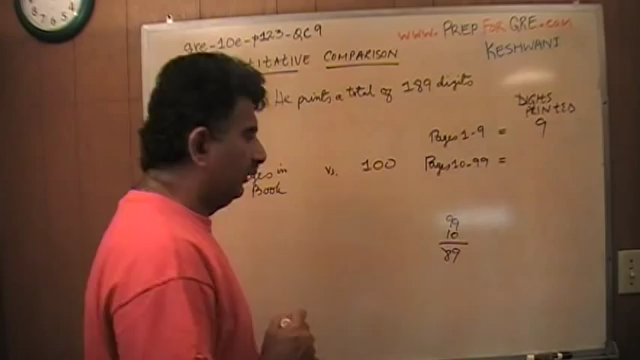 gre-10e-p123-QC9
www.PREPFORGRE.com
KESHWANI
COMPARISON
He prints a total of 189 digits
DIGITS
PRINTED
Pages 1-9 = 9
in vs. 100 Pages 10-99 =
Book
99
10
89